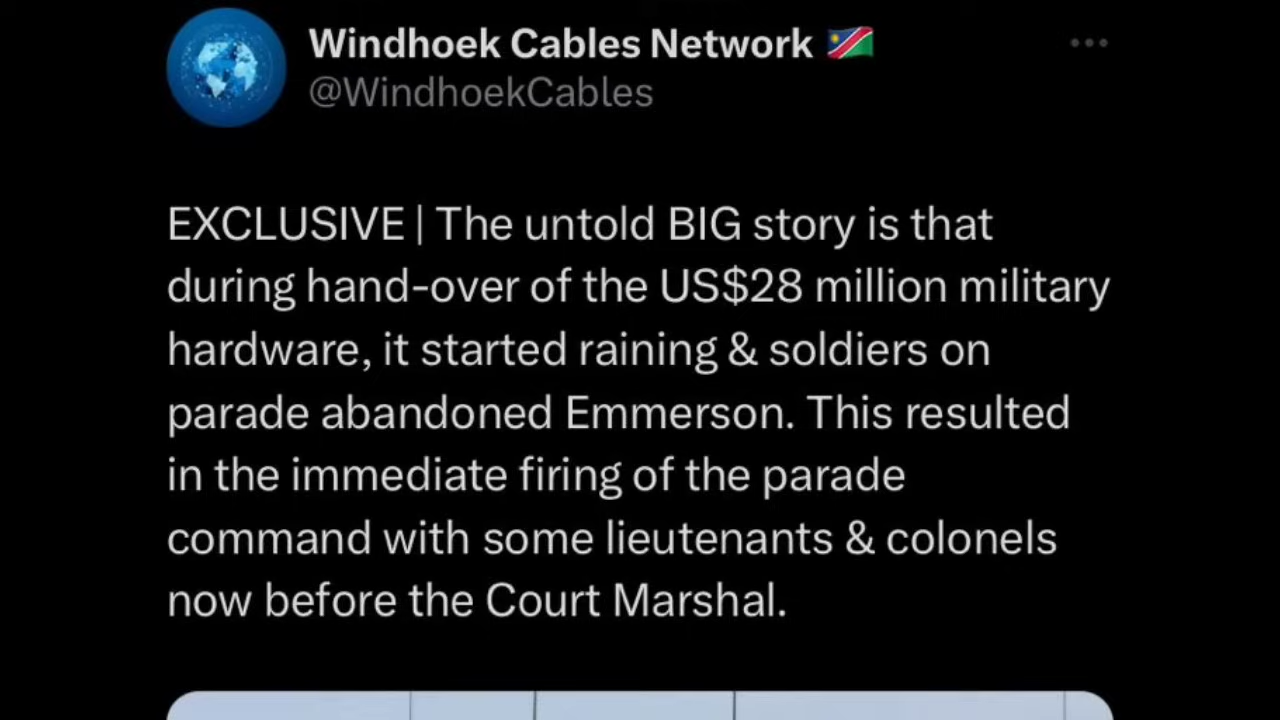 Windhoek Cables Network 🇳🇦
@WindhoekCables
EXCLUSIVE | The untold BIG story is that
during hand-over of the US$28 million military
hardware, it started raining & soldiers on
parade abandoned Emmerson. This resulted
in the immediate firing of the parade
command with some lieutenants & colonels
now before the Court Marshal.